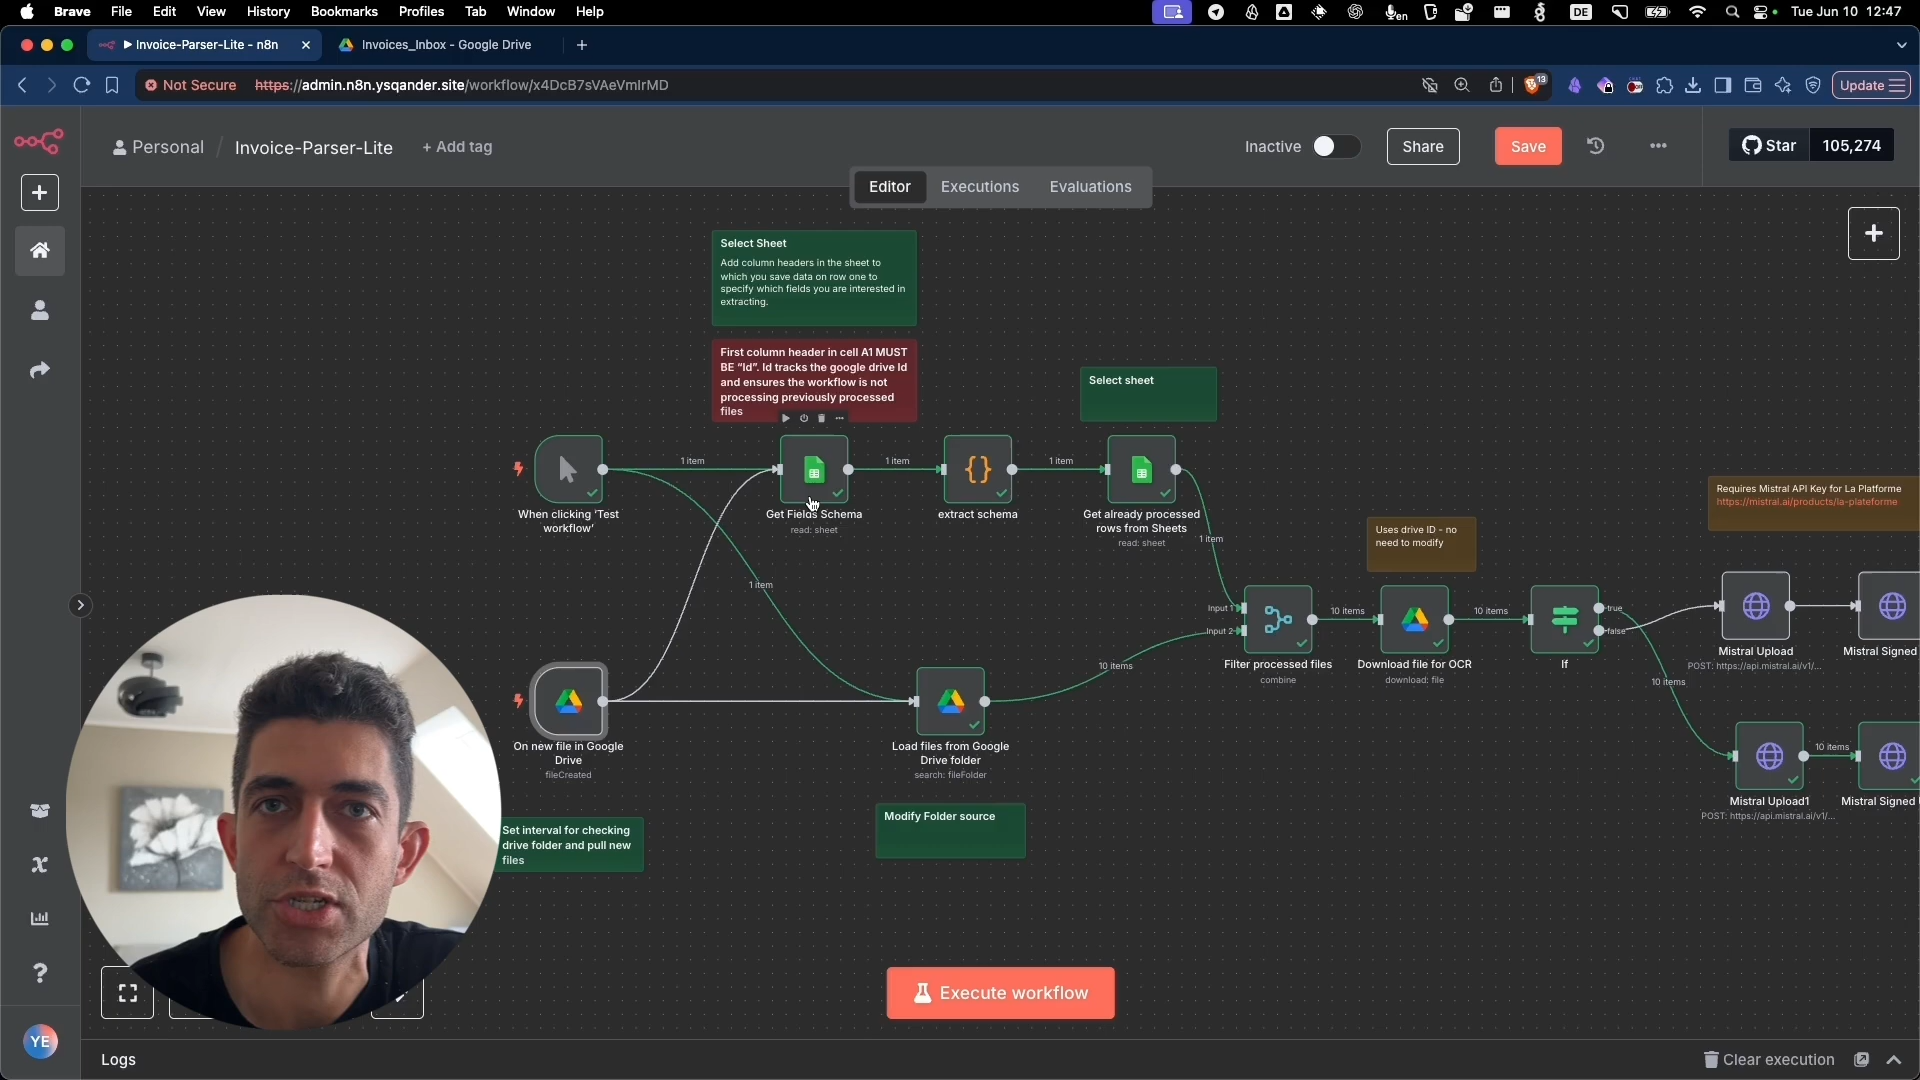 Brave File Edit View History Bookmarks Profiles Tab Window Help
en
DE
Tue Jun 10 12:47
Invoice-Parser-Lite - n8n
Invoices_Inbox - Google Drive
Not Secure
https://admin.n8n.ysqander.site/workflow/x4DcB7sVAeVmIrMD
13
Update
Personal / Invoice-Parser-Lite + Add tag
Inactive
Share
Save
Star 105,274
Editor Executions Evaluations
Select Sheet
Add column headers in the sheet to
which you save data on row one to
specify which fields you are interested in
extracting.
First column header in cell A1 MUST
BE “Id”. Id tracks the google drive Id
and ensures the workflow is not
processing previously processed
files
Select sheet
1 item
1 item
1 item
When clicking ‘Test
workflow’
Get Fields Schema
read: sheet
extract schema
Get already processed
rows from Sheets
read: sheet
1 item
1 item
Requires Mistral API Key for La Platforme
https://mistral.ai/products/la-plateforme
Uses drive ID - no
need to modify
Input 1
Input 2
10 items
10 items
true
false
Filter processed files
combine
Download file for OCR
download: file
If
Mistral Upload
POST: https://api.mistral.ai/v1/...
Mistral Signed
10 items
10 items
On new file in Google
Drive
fileCreated
Load files from Google
Drive folder
search: fileFolder
10 items
Mistral Upload1
POST: https://api.mistral.ai/v1/...
Mistral Signed
Set interval for checking
drive folder and pull new
files
Modify Folder source
Execute workflow
YE
Logs
Clear execution